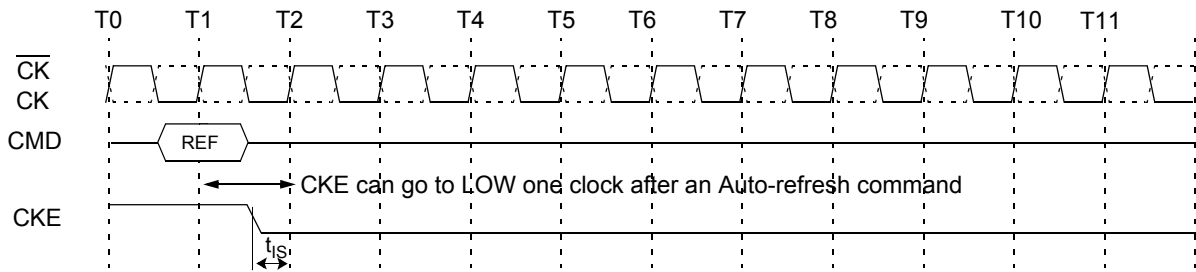 T0 T1 T2 T3 T4 T5 T6 T7 T8 T9 T10 T11
CK
CK
CMD REF
CKE can go to LOW one clock after an Auto-refresh command
CKE
tIS